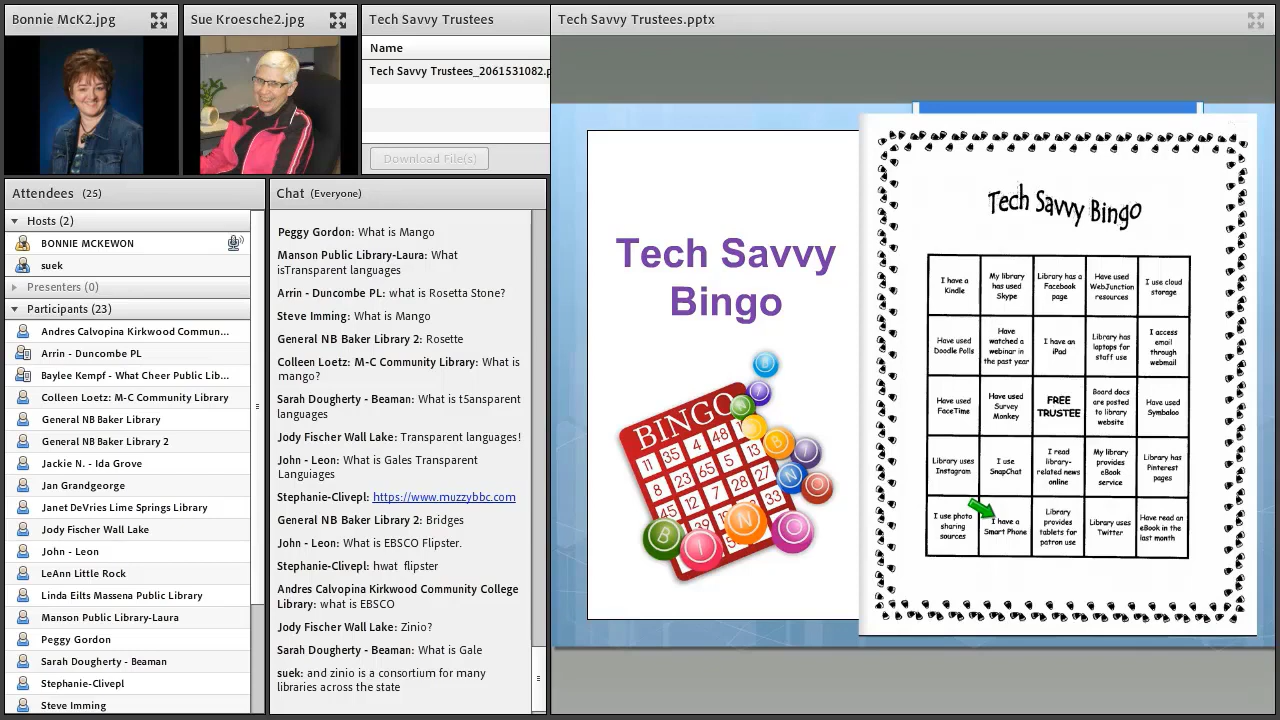 Bonnie McK2.jpg
Sue Kroesche2.jpg
Tech Savvy Trustees
Name
Tech Savvy Trustees_2061531082.p
Download File(s)
Attendees (25)
Hosts (2)
BONNIE MCKEWON
suek
Presenters (0)
Participants (23)
Andres Calvopina Kirkwood Commun...
Arrin - Duncombe PL
Baylee Kempf - What Cheer Public Lib...
Colleen Loetz: M-C Community Library
General NB Baker Library
General NB Baker Library 2
Jackie N. - Ida Grove
Jan Grandgeorge
Janet DeVries Lime Springs Library
Jody Fischer Wall Lake
John - Leon
LeAnn Little Rock
Linda Eilts Massena Public Library
Manson Public Library-Laura
Peggy Gordon
Sarah Dougherty - Beaman
Stephanie-Clivepl
Steve Imming
Chat (Everyone)
Peggy Gordon: What is Mango
Manson Public Library-Laura: What
isTransparent languages
Arrin - Duncombe PL: what is Rosetta Stone?
Steve Imming: What is Mango
General NB Baker Library 2: Rosette
Colleen Loetz: M-C Community Library: What is
mango?
Sarah Dougherty - Beaman: What is t5ansparent
languages
Jody Fischer Wall Lake: Transparent languages!
John - Leon: What is Gales Transparent
Lanquiages
Stephanie-Clivepl: https://www.muzzybbc.com
General NB Baker Library 2: Bridges
John - Leon: What is EBSCO Flipster.
Stephanie-Clivepl: hwat flipster
Andres Calvopina Kirkwood Community College
Library: what is EBSCO
Jody Fischer Wall Lake: Zinio?
Sarah Dougherty - Beaman: What is Gale
suek: and zinio is a consortium for many
libraries across the state
Tech Savvy Trustees.pptx
Tech Savvy
Bingo
BINGO
11 35 4 48
8 23 65 5 13
45 12 7 28 27
33
B I N G O
B I N G O
Tech Savvy Bingo
I have a
Kindle
My library
has used
Skype
Library has a
Facebook
page
Have used
WebJunction
resources
I use cloud
storage
Have used
Doodle Polls
Have
watched a
webinar in
the past year
I have an
iPad
Library has
laptops for
staff use
I access
email
through
webmail
Have used
FaceTime
Have used
Survey
Monkey
FREE
TRUSTEE
Board docs
are posted
to library
website
Have used
Symbaloo
Library uses
Instagram
I use
SnapChat
I read
library-
related news
online
My library
provides
eBook
service
Library has
Pinterest
pages
I use photo
sharing
sources
I have a
Smart Phone
Library
provides
tablets for
patron use
Library uses
Twitter
Have read an
eBook in the
last month